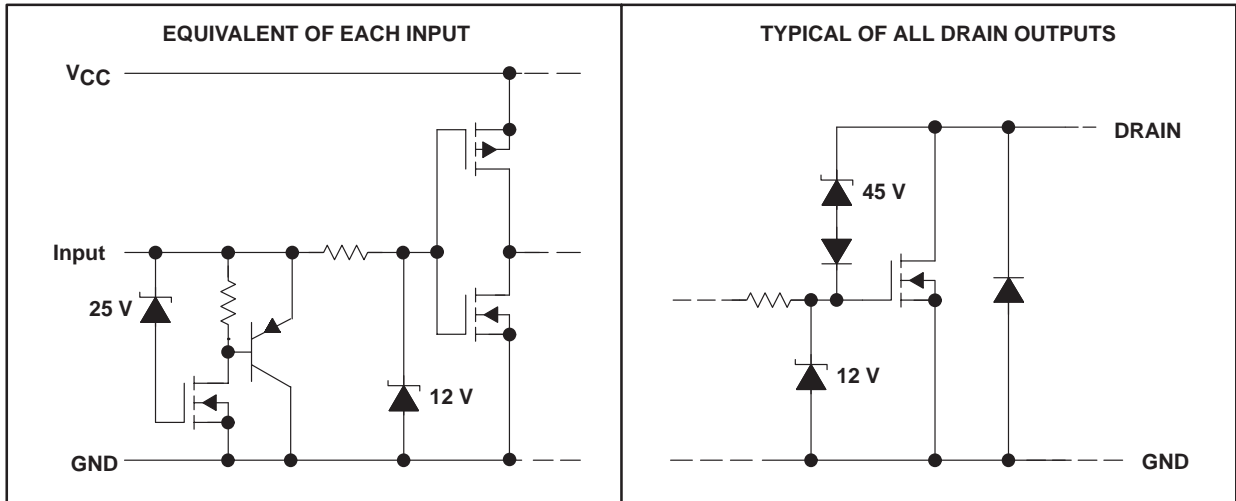 EQUIVALENT OF EACH INPUT
VCC
Input
25 V
12 V
GND
TYPICAL OF ALL DRAIN OUTPUTS
DRAIN
45 V
12 V
GND